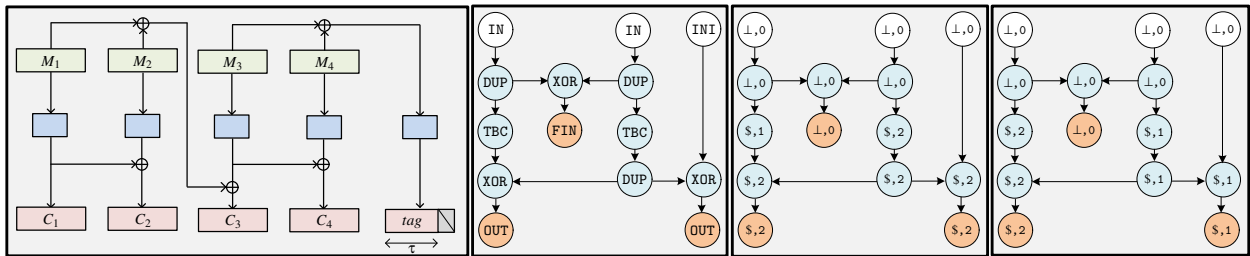 M1 M2 M3 M4
C1 C2 C3 C4 tag
τ
IN IN INI
DUP XOR DUP
TBC FIN TBC
XOR DUP XOR
OUT OUT
⊥,0 ⊥,0 ⊥,0
⊥,0 ⊥,0 ⊥,0
$,1 ⊥,0 $,2
$,2 $,2 $,2
$,2 $,2
⊥,0 ⊥,0 ⊥,0
⊥,0 ⊥,0 ⊥,0
$,2 ⊥,0 $,1
$,2 $,1 $,1
$,2 $,1